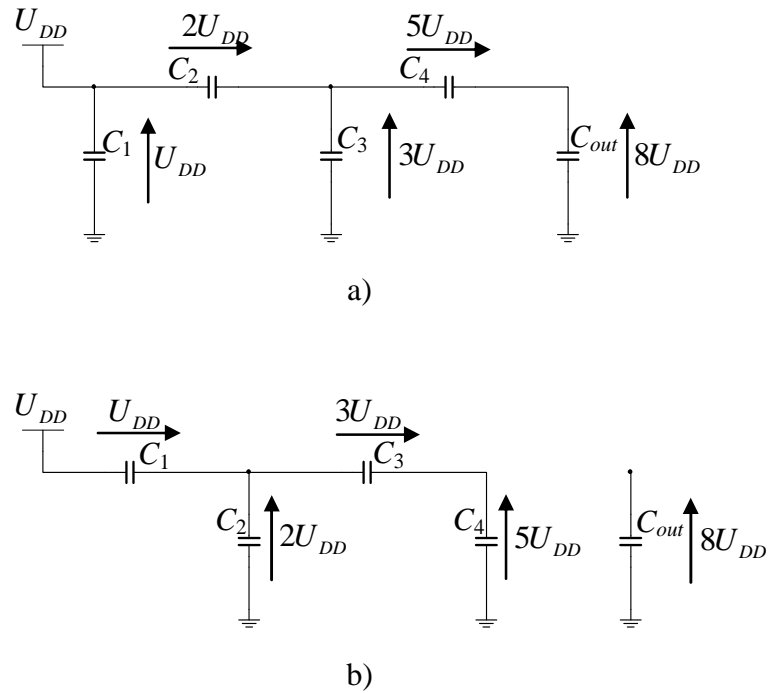 U_DD
2U_DD
5U_DD
C_2
C_4
C_1
U_DD
C_3
3U_DD
C_out
8U_DD
a)
U_DD
U_DD
3U_DD
C_1
C_3
C_2
2U_DD
C_4
5U_DD
C_out
8U_DD
b)